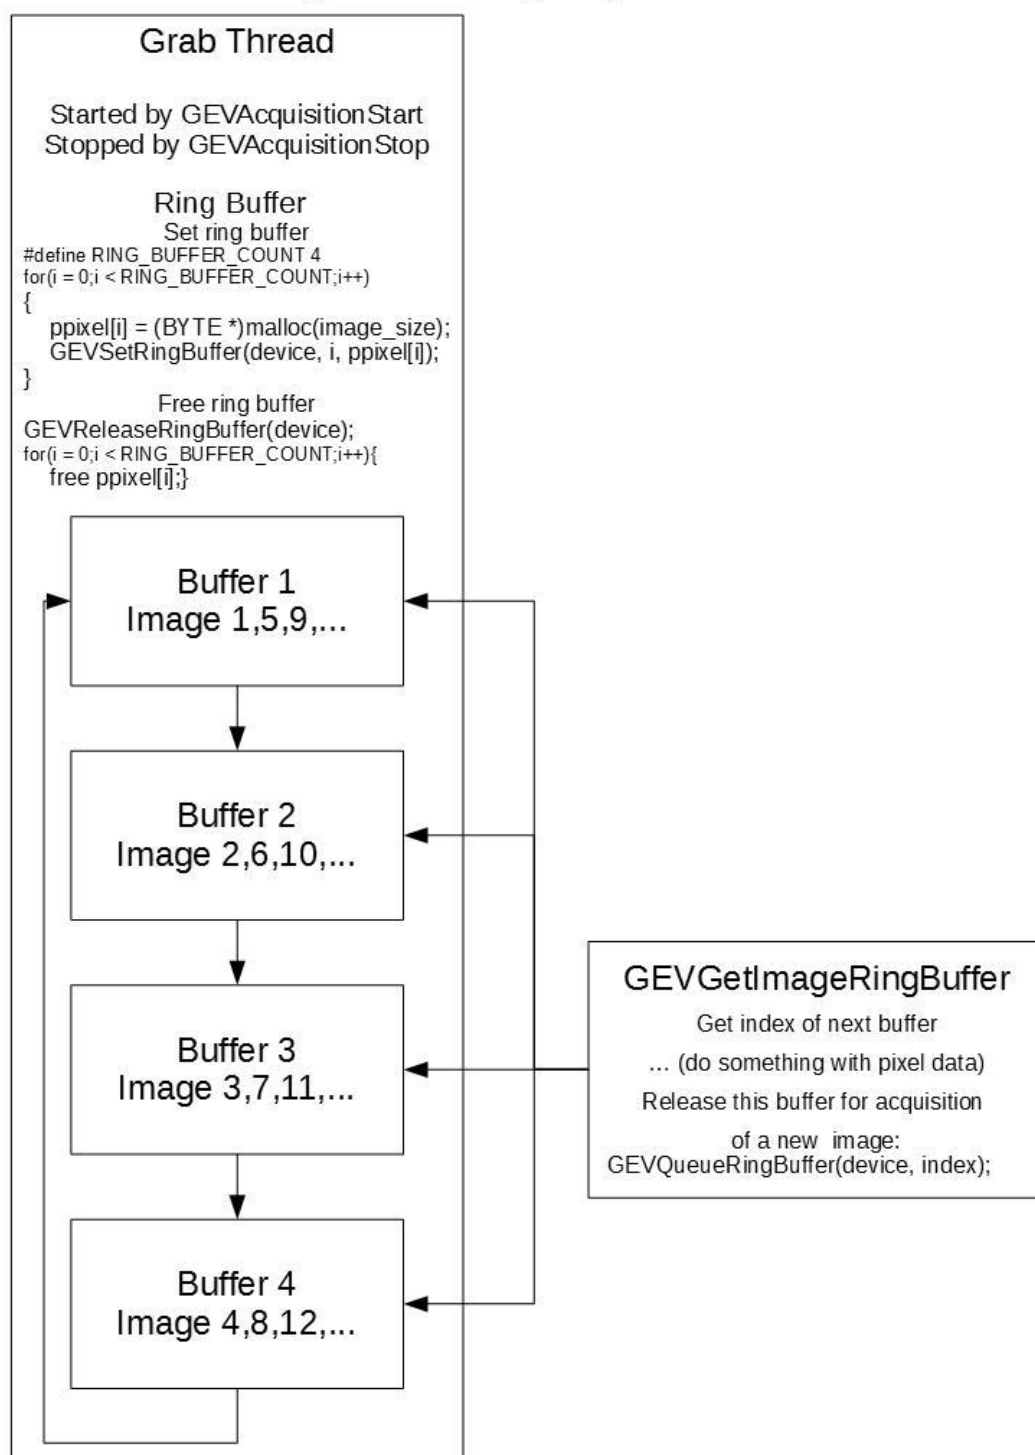 Grab Thread
Started by GEVAcquisitionStart
Stopped by GEVAcquisitionStop
Ring Buffer
Set ring buffer
#define RING_BUFFER_COUNT 4
for(i = 0;i < RING_BUFFER_COUNT;i++)
{
ppixel[i] = (BYTE *)malloc(image_size);
GEVSetRingBuffer(device, i, ppixel[i]);
}
Free ring buffer
GEVReleaseRingBuffer(device);
for(i = 0;i < RING_BUFFER_COUNT;i++){
free ppixel[i];}
Buffer 1
Image 1,5,9,...
Buffer 2
Image 2,6,10,...
Buffer 3
Image 3,7,11,...
Buffer 4
Image 4,8,12,...
GEVGetImageRingBuffer
Get index of next buffer
... (do something with pixel data)
Release this buffer for acquisition
of a new image:
GEVQueueRingBuffer(device, index);